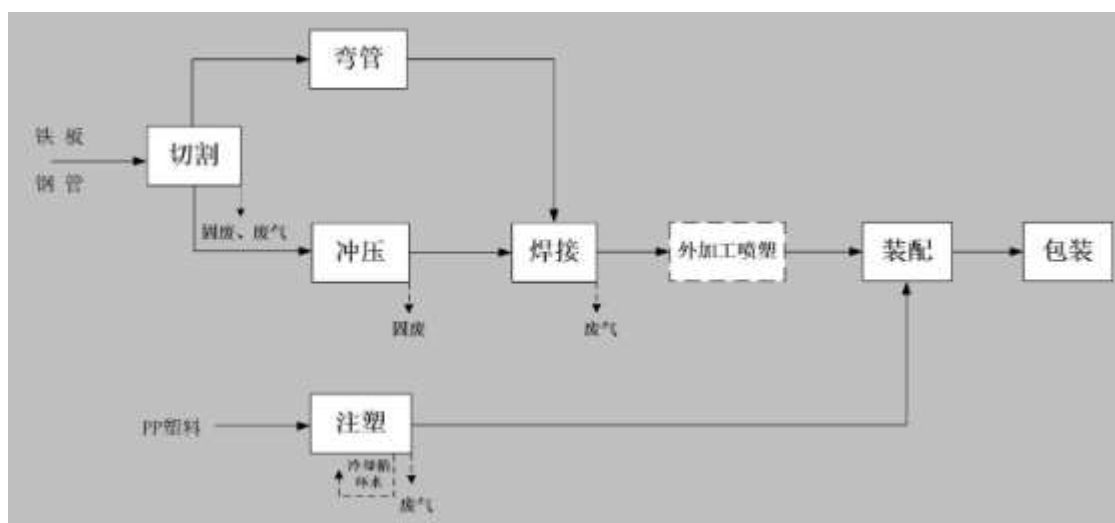 弯管
铁 板
切割
钢 管
固废、废气
冲压
焊接
外加工喷塑
装配
包装
固废
废气
PP塑料
注塑
冷却循
环水
废气